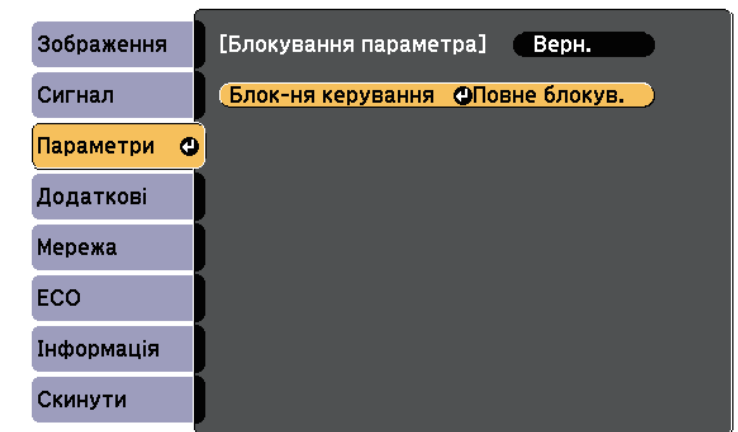 Зображення
Сигнал
Параметри
Додаткові
Мережа
ECO
Інформація
Скинути
[Блокування параметра] Верн.
Блок-ня керування Повне блокув.